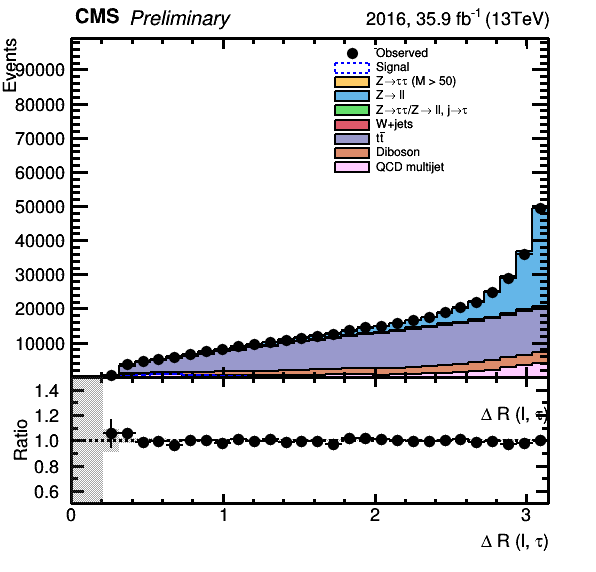 CMS Preliminary 2016, 35.9 fb⁻¹ (13TeV)
Events
90000
80000
70000
60000
50000
40000
30000
20000
10000
Observed
Signal
Z→ττ (M > 50)
Z→ ll
Z→ττ/Z→ ll, j→τ
W+jets
tt̄
Diboson
QCD multijet
Δ R (l, τ)
Ratio
1.4
1.2
1.0
0.8
0.6
0 1 2 3
Δ R (l, τ)